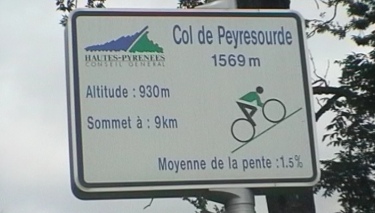 Col de Peyresourde
1569 m
HAUTES-PYRENEES
CONSEIL GENERAL
Altitude : 930m
Sommet à : 9km
Moyenne de la pente : 1.5%